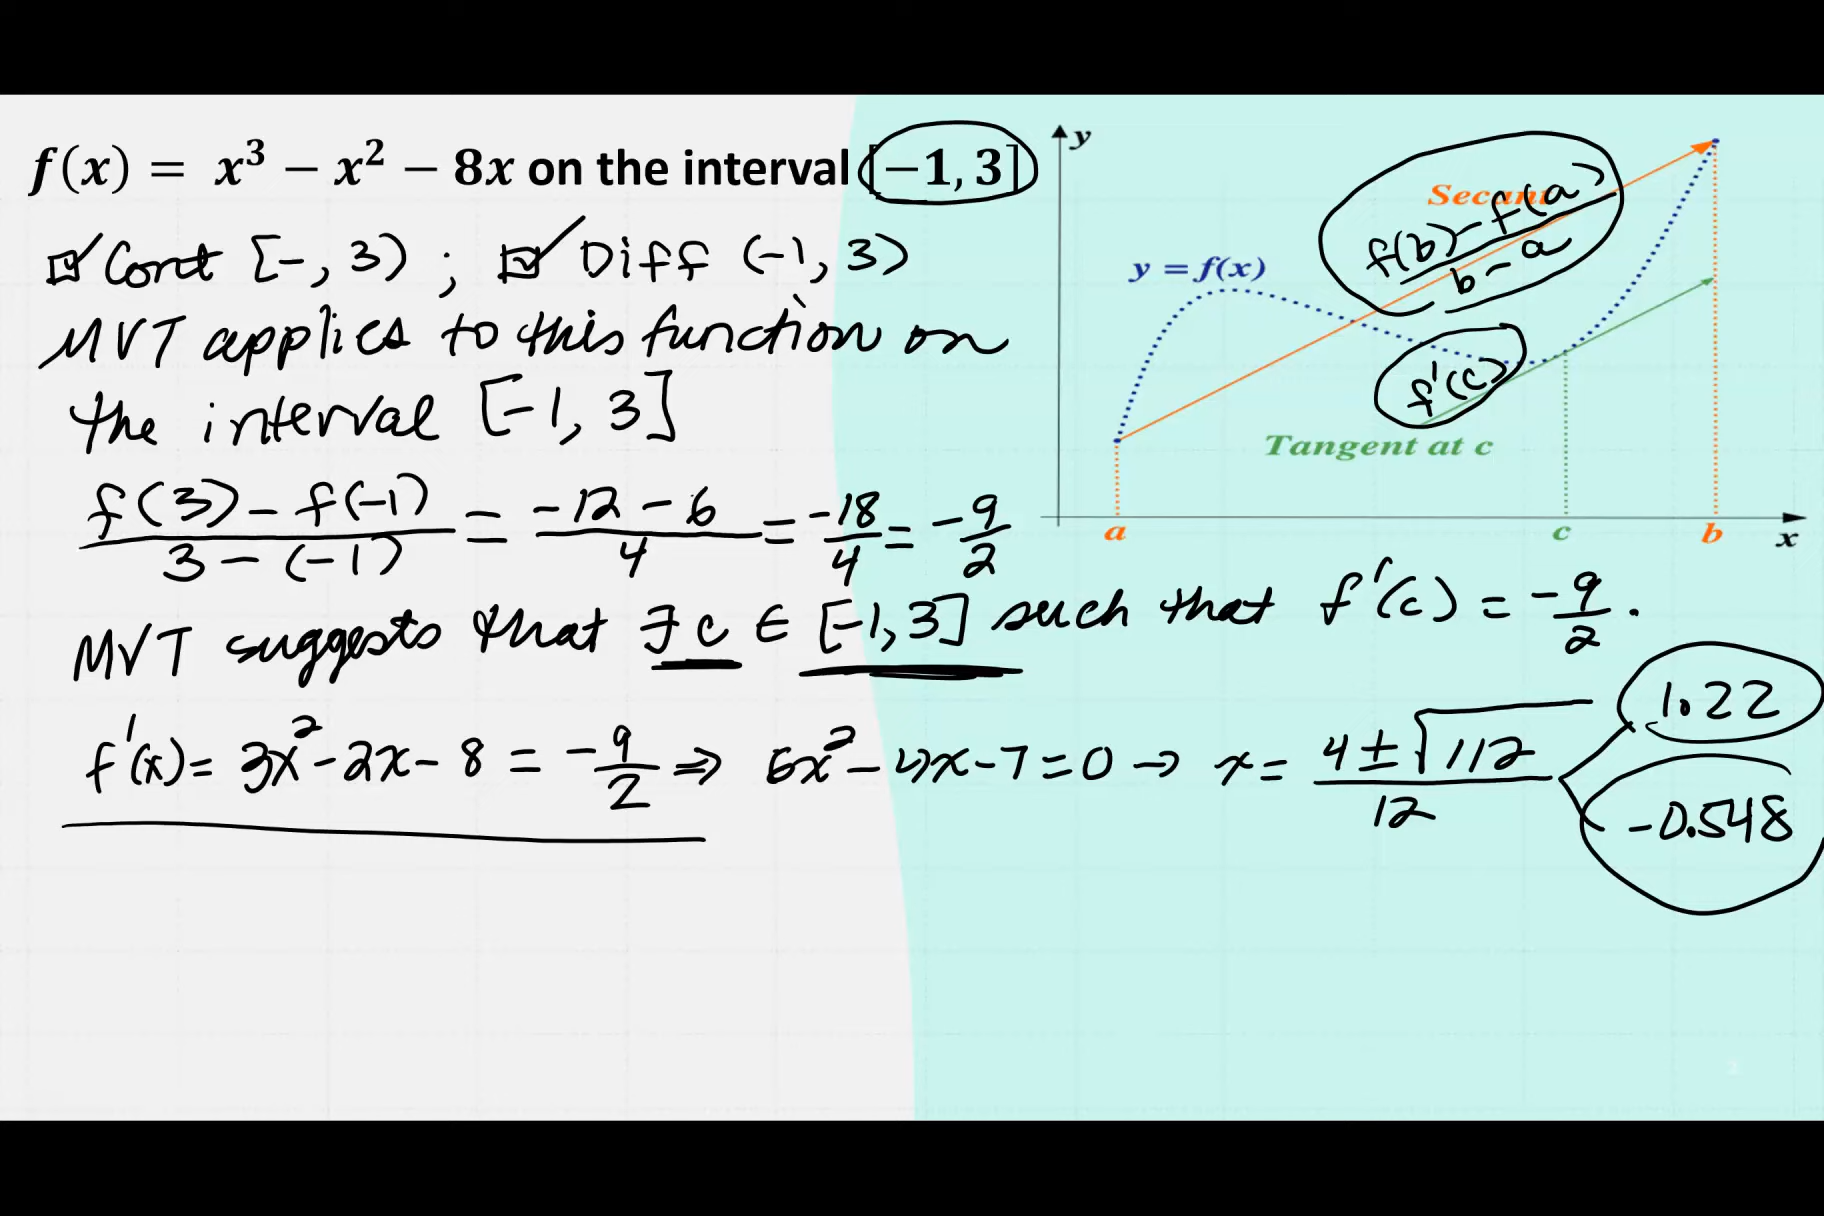 f(x) = x³ − x² − 8x on the interval [−1, 3]
☑ Cont [-, 3) ; ☑ Diff (-1, 3)
MVT applies to this function on
the interval [-1, 3]
f(3) - f(-1) / 3 - (-1) = -12 - 6 / 4 = -18 / 4 = -9/2
MVT suggests that ∃ c ∈ [-1, 3] such that f'(c) = -9/2.
f'(x) = 3x² - 2x - 8 = -9/2 ⇒ 6x² - 4x - 7 = 0 → x = 4 ± √112 / 12
1.22
-0.548
y
Secant
f(b) - f(a) / b - a
y = f(x)
f'(c)
Tangent at c
a c b x
2